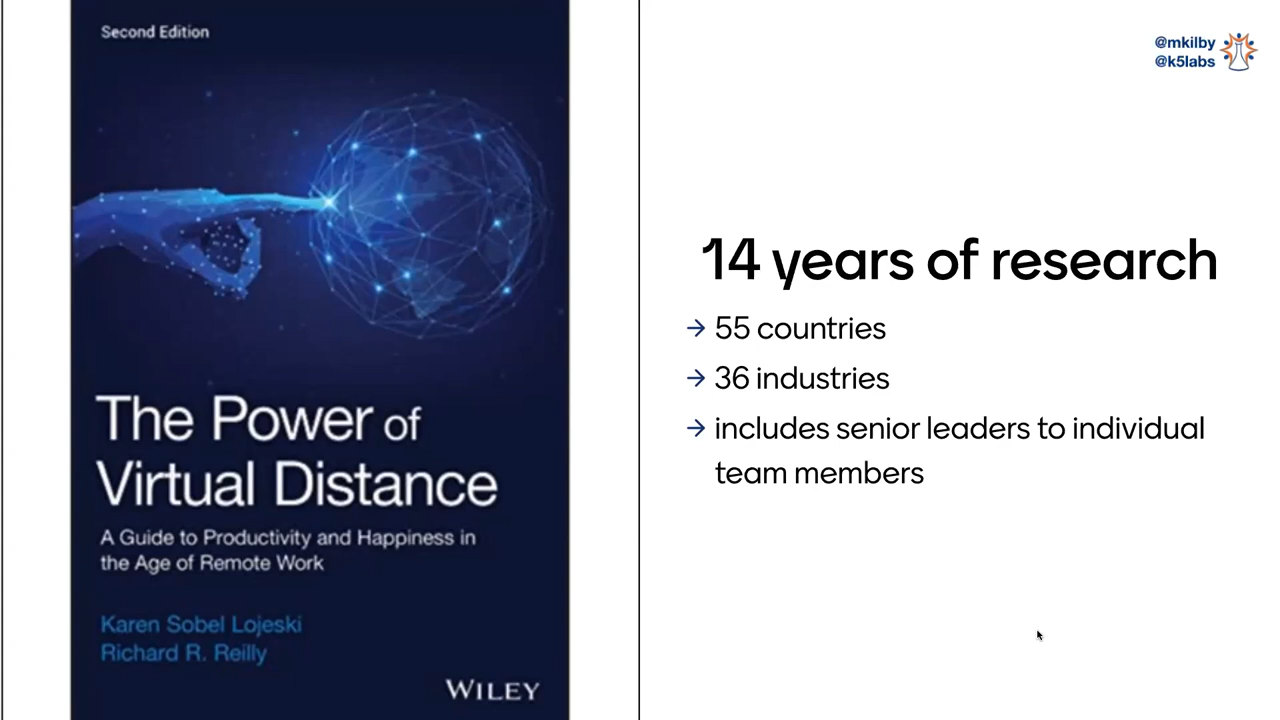 Second Edition
The Power of
Virtual Distance
A Guide to Productivity and Happiness in
the Age of Remote Work
Karen Sobel Lojeski
Richard R. Reilly
WILEY
@mkilby
@k5labs
14 years of research
→ 55 countries
→ 36 industries
→ includes senior leaders to individual
team members